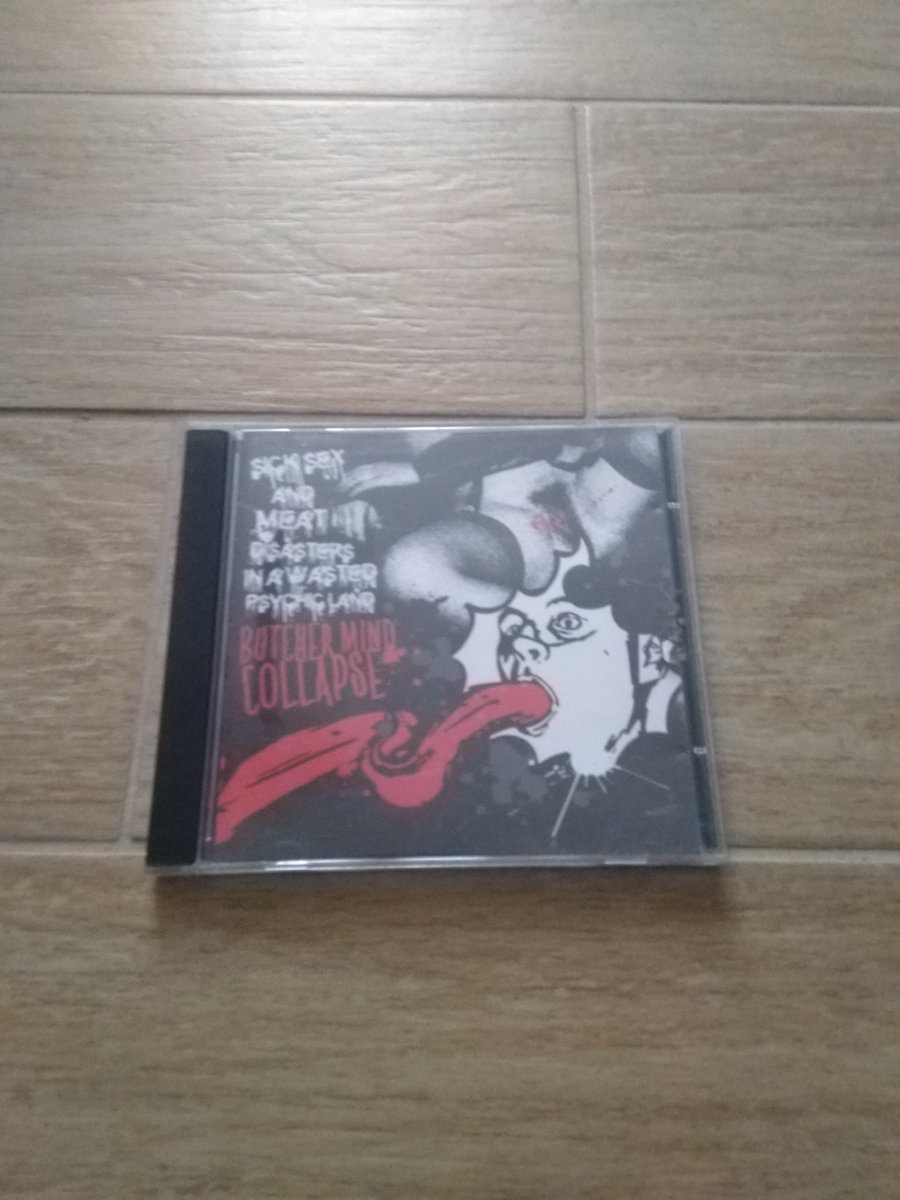 SICK SEX
AND
MEAT
DISASTERS
IN A WASTED
PSYCHIC LAND
BUTCHER MIND
COLLAPSE